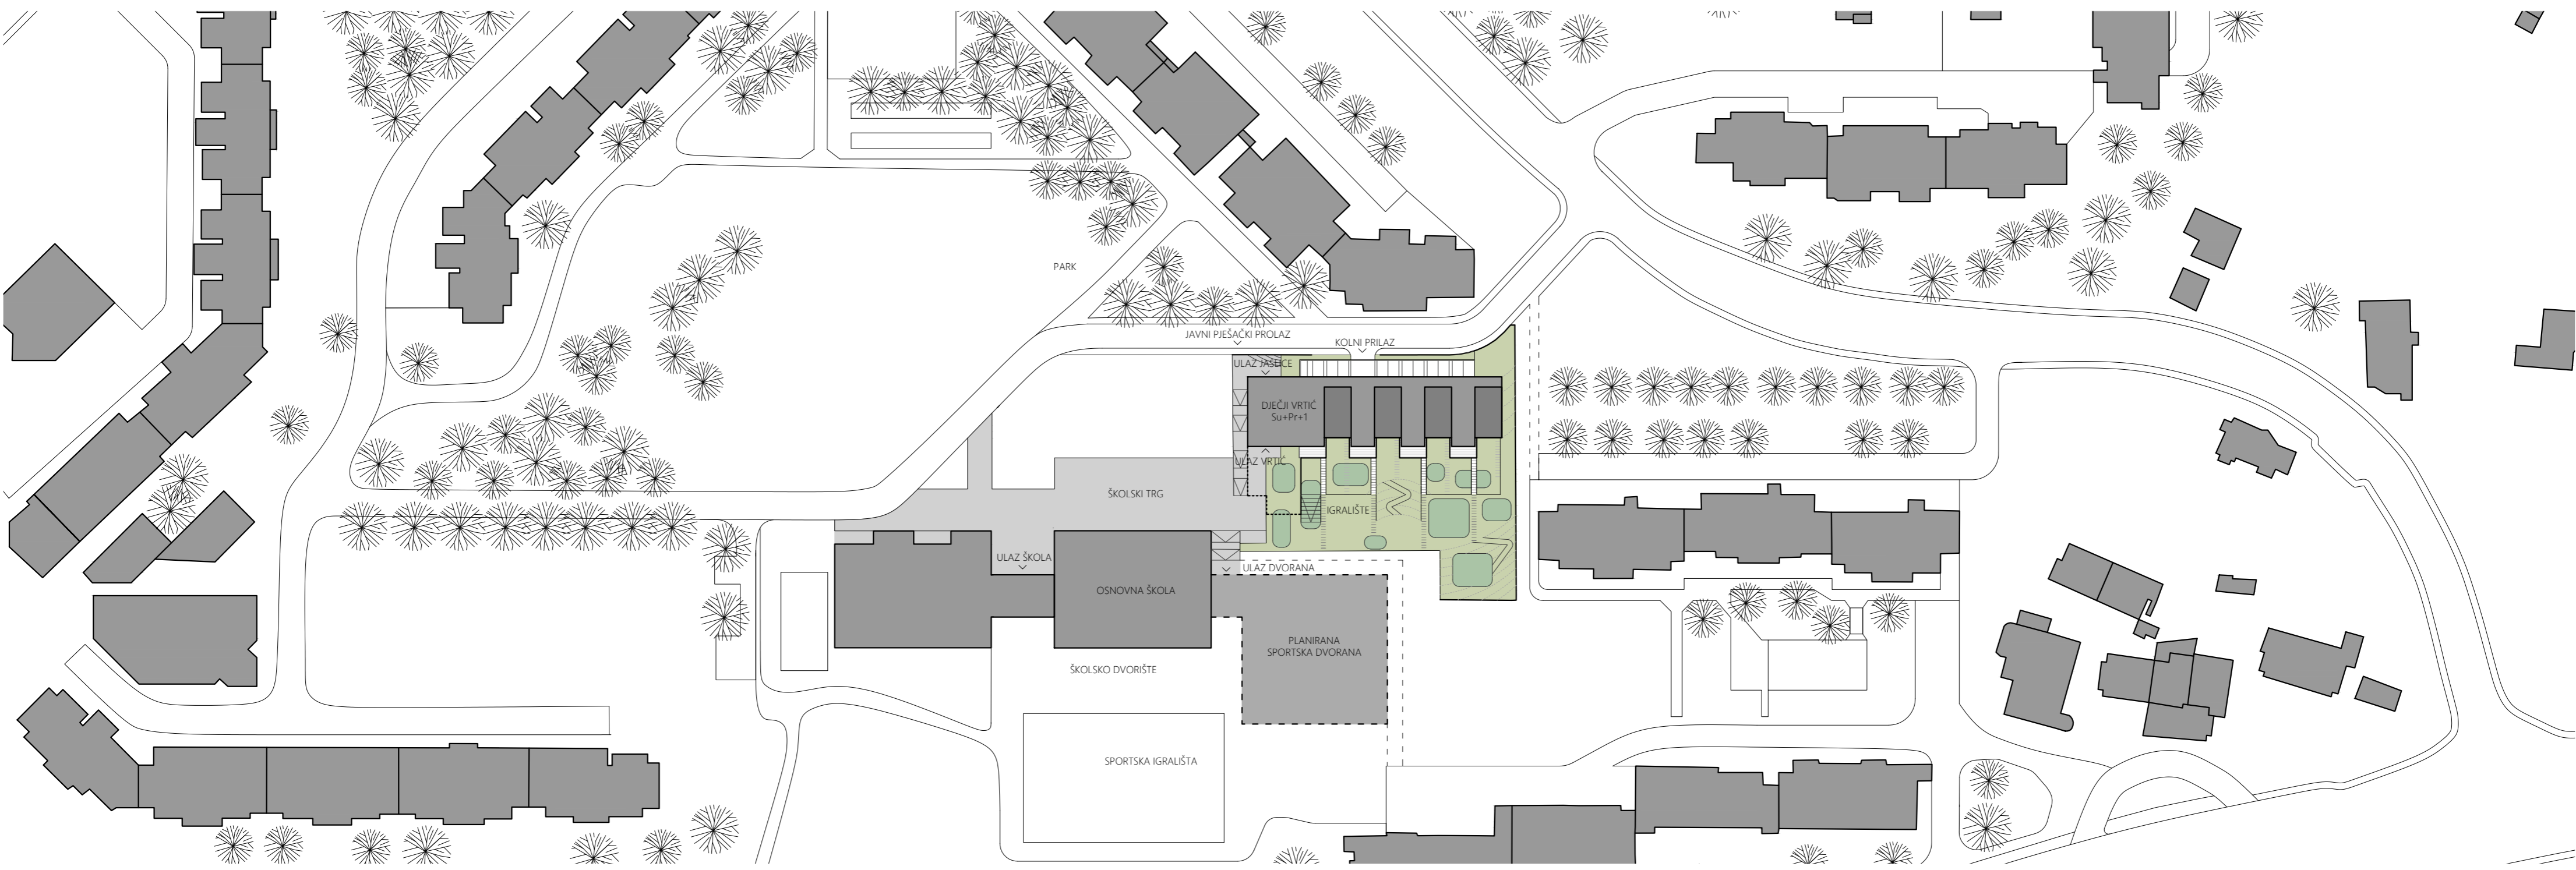 PARK
JAVNI PJEŠAČKI PROLAZ
KOLNI PRILAZ
ULAZ JASLICE
DJEČJI VRTIĆ
Su+Pr+1
ULAZ VRTIĆ
ŠKOLSKI TRG
IGRALIŠTE
ULAZ ŠKOLA
ULAZ DVORANA
OSNOVNA ŠKOLA
PLANIRANA
SPORTSKA DVORANA
ŠKOLSKO DVORIŠTE
SPORTSKA IGRALIŠTA